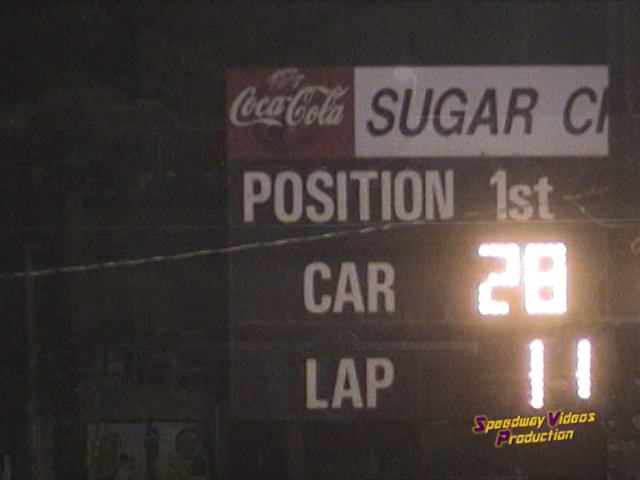 Coca-Cola SUGAR
POSITION 1st
CAR 28
LAP 11
Speedway Videos
Production